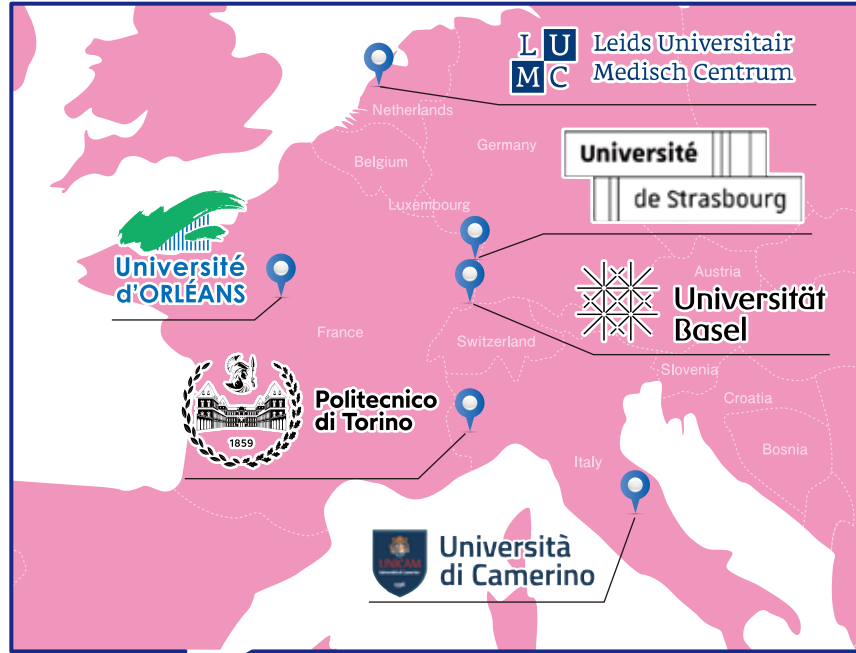 L U
M C
Leids Universitair
Medisch Centrum
Netherlands
Germany
Belgium
Université
de Strasbourg
Luxembourg
Université
d'ORLÉANS
Austria
Universität
Basel
France
Switzerland
Slovenia
Politecnico
di Torino
1859
Croatia
Bosnia
Italy
UNICAM
Università
di Camerino